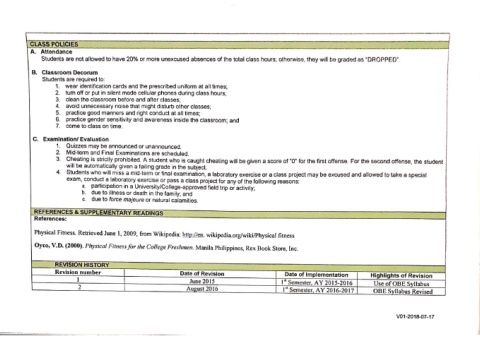 CLASS POLICIES
A. Attendance
Students are not allowed to have 20% or more unexcused absences of the total class hours; otherwise, they will be graded as "DROPPED".
B. Classroom Decorum
Students are required to:
1. wear identification cards and the prescribed uniform at all times;
2. turn off or put in silent mode cellular phones during class hours;
3. clean the classroom before and after classes;
4. avoid unnecessary noise that might disturb other classes;
5. practice good manners and right conduct at all times;
6. practice gender sensitivity and awareness inside the classroom; and
7. come to class on time.
C. Examination/ Evaluation
1. Quizzes may be announced or unannounced.
2. Mid-term and Final Examinations are scheduled.
3. Cheating is strictly prohibited. A student who is caught cheating will be given a score of "0" for the first offense. For the second offense, the student
will be automatically given a failing grade in the subject.
4. Students who will miss a mid-term or final examination, a laboratory exercise or a class project may be excused and allowed to take a special
exam, conduct a laboratory exercise or pass a class project for any of the following reasons:
a. participation in a University/College-approved field trip or activity;
b. due to illness or death in the family; and
c. due to force majeure or natural calamities.
REFERENCES & SUPPLEMENTARY READINGS
References:
Physical Fitness. Retrieved June 1, 2009, from Wikipedia: http://en. wikipedia.org/wiki/Physical fitness
Oyco, V.D. (2000). Physical Fitness for the College Freshmen. Manila Philippines, Rex Book Store, Inc.
REVISION HISTORY
Revision number Date of Revision Date of Implementation Highlights of Revision
1 June 2015 1st Semester, AY 2015-2016 Use of OBE Syllabus
2 August 2016 1st Semester, AY 2016-2017 OBE Syllabus Revised
V01-2016-07-17